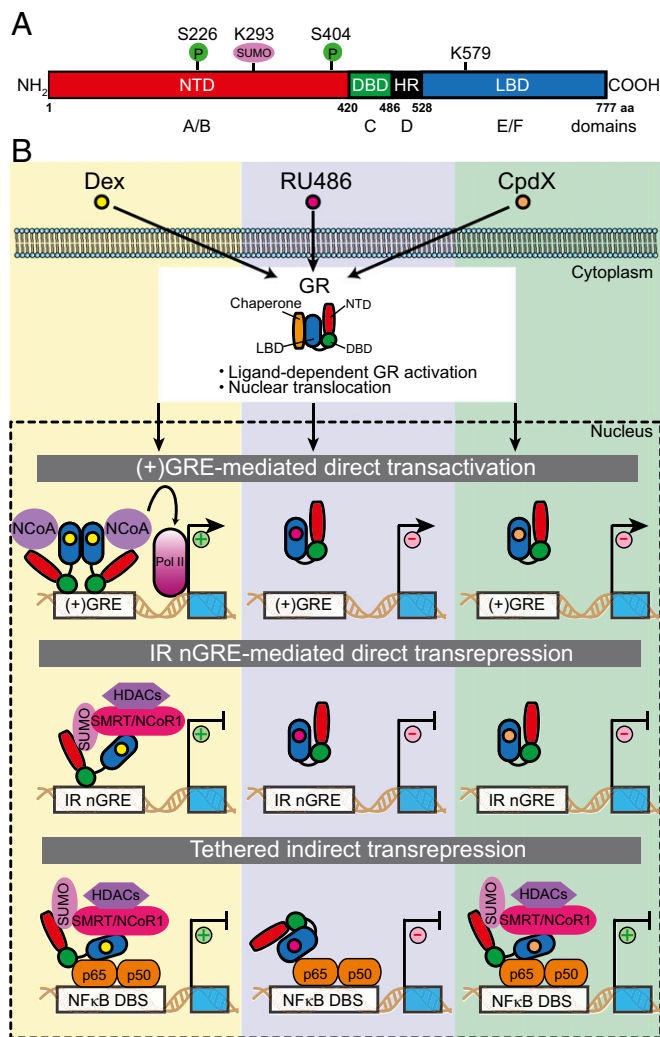 A
S226 K293 S404
P SUMO P K579
NH2 NTD DBD HR LBD COOH
1 420 486 528 777 aa
A/B C D E/F domains
B
Dex RU486 CpdX
Cytoplasm
GR
Chaperone NTD
LBD DBD
• Ligand-dependent GR activation
• Nuclear translocation
Nucleus
(+)GRE-mediated direct transactivation
NCoA NCoA
Pol II + − −
(+)GRE (+)GRE (+)GRE
IR nGRE-mediated direct transrepression
HDACs
SUMO SMRT/NCoR1
+ − −
IR nGRE IR nGRE IR nGRE
Tethered indirect transrepression
HDACs HDACs
SUMO SMRT/NCoR1 SUMO SMRT/NCoR1
+ − +
p65 p50 p65 p50 p65 p50
NFκB DBS NFκB DBS NFκB DBS